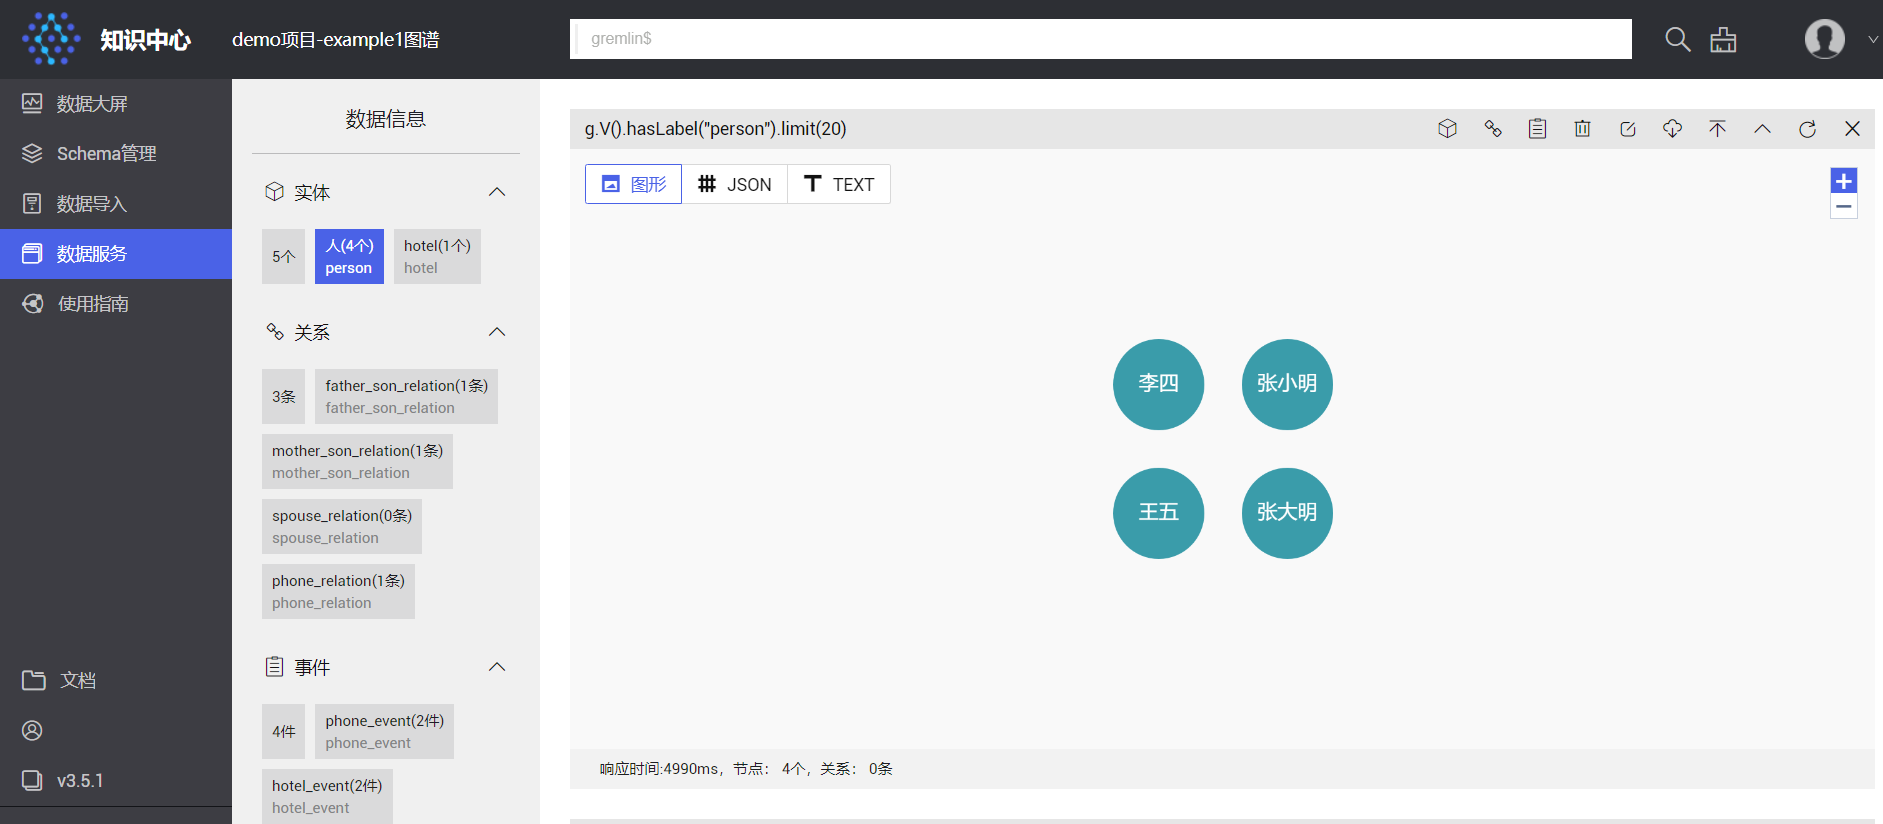 知识中心
demo项目-example1图谱
gremlin$
数据大屏
Schema管理
数据导入
数据服务
使用指南
文档
v3.5.1
数据信息
实体
5个
人(4个)
person
hotel(1个)
hotel
关系
3条
father_son_relation(1条)
father_son_relation
mother_son_relation(1条)
mother_son_relation
spouse_relation(0条)
spouse_relation
phone_relation(1条)
phone_relation
事件
4件
phone_event(2件)
phone_event
hotel_event(2件)
hotel_event
g.V().hasLabel("person").limit(20)
图形
JSON
TEXT
李四
张小明
王五
张大明
响应时间:4990ms，节点： 4个，关系： 0条